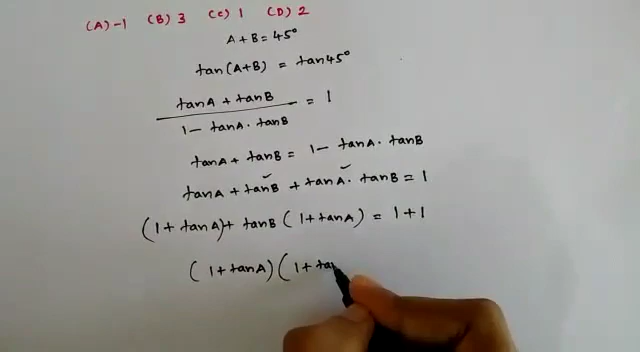 (A) -1 (B) 3 (C) 1 (D) 2
A + B = 45°
tan(A+B) = tan45°
tanA + tanB / 1 - tanA · tanB = 1
tanA + tanB = 1 - tanA · tanB
tanA + tanB + tanA · tanB = 1
(1 + tanA) + tanB (1 + tanA) = 1 + 1
(1 + tanA) (1 + ta